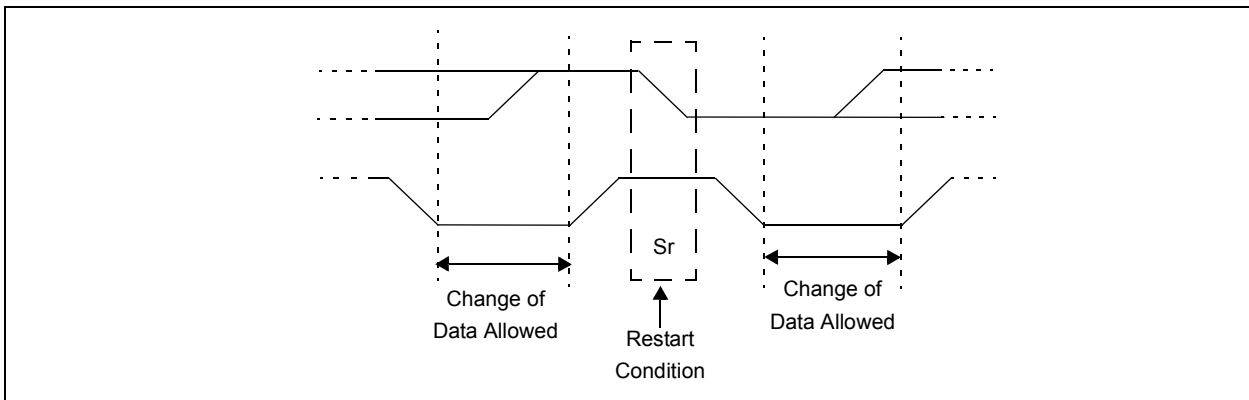 Sr
Change of
Data Allowed
Restart
Condition
Change of
Data Allowed